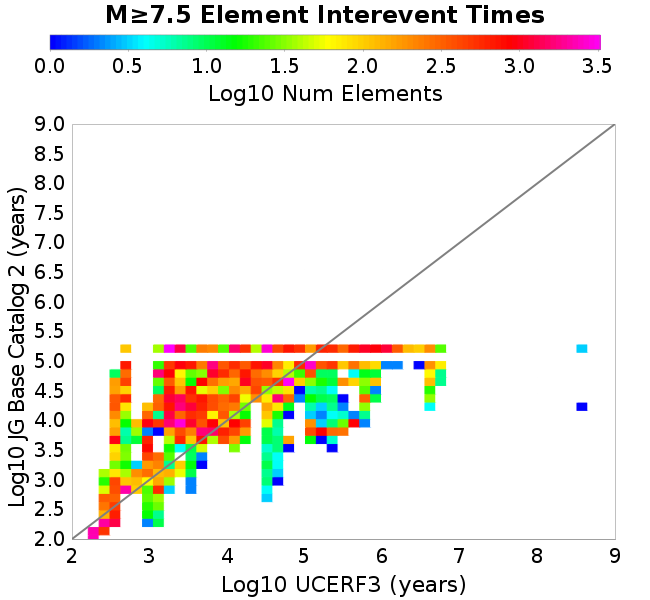 M≥7.5 Element Interevent Times
0.0 0.5 1.0 1.5 2.0 2.5 3.0 3.5
Log10 Num Elements
Log10 JG Base Catalog 2 (years)
9.0
8.5
8.0
7.5
7.0
6.5
6.0
5.5
5.0
4.5
4.0
3.5
3.0
2.5
2.0
2 3 4 5 6 7 8 9
Log10 UCERF3 (years)